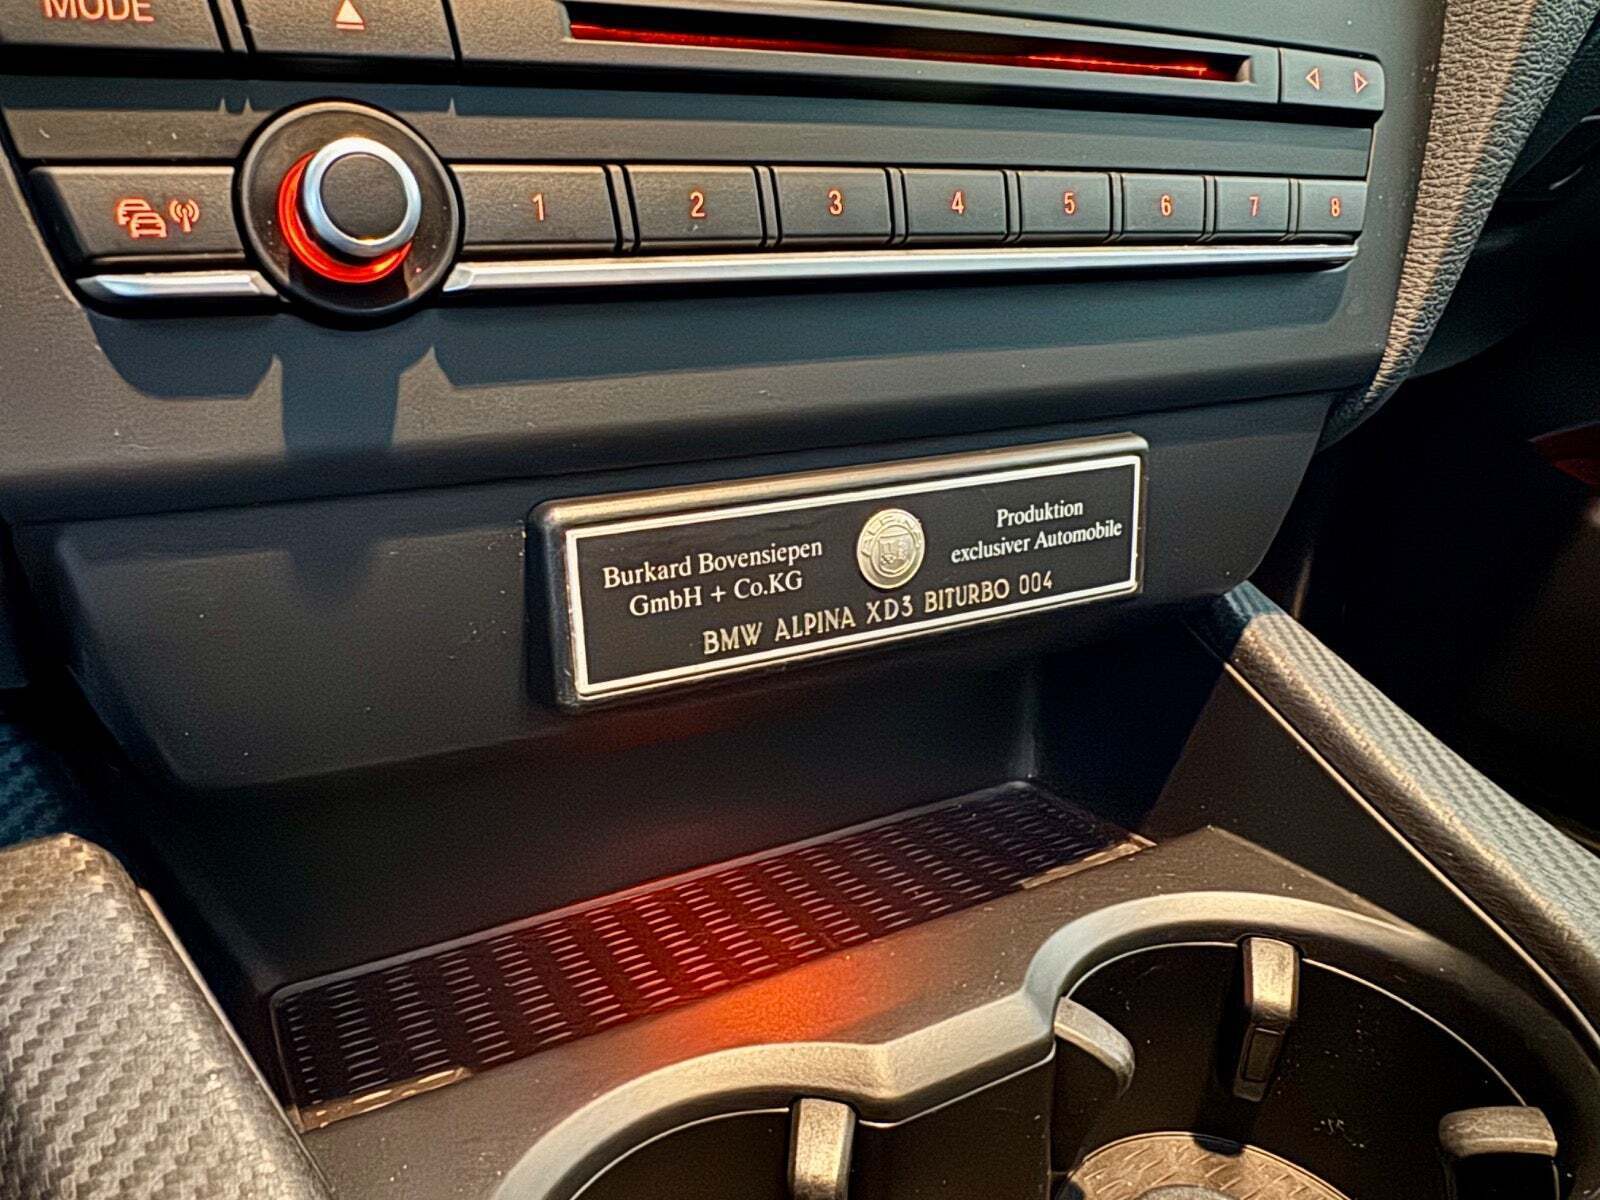 MODE
1 2 3 4 5 6 7 8
Burkard Bovensiepen
GmbH + Co.KG
ALPINA
Produktion
exclusiver Automobile
BMW ALPINA XD3 BITURBO 004